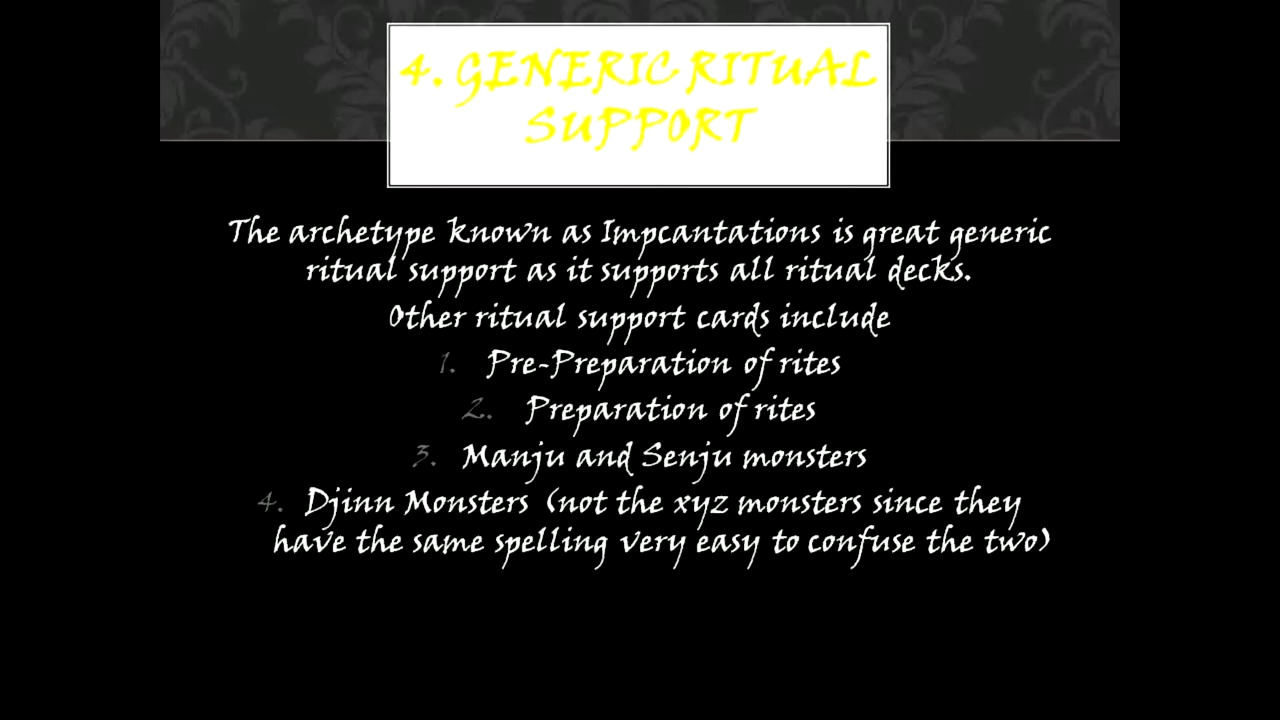 4. GENERIC RITUAL
SUPPORT
The archetype known as Impcantations is great generic
ritual support as it supports all ritual decks.
Other ritual support cards include
1. Pre-Preparation of rites
2. Preparation of rites
3. Manju and Senju monsters
4. Djinn Monsters (not the xyz monsters since they
have the same spelling very easy to confuse the two)